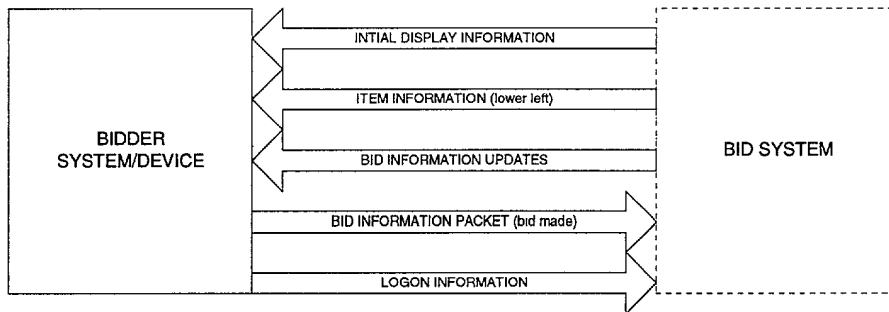 INTIAL DISPLAY INFORMATION
ITEM INFORMATION (lower left)
BIDDER
SYSTEM/DEVICE
BID SYSTEM
BID INFORMATION UPDATES
BID INFORMATION PACKET (bid made)
LOGON INFORMATION